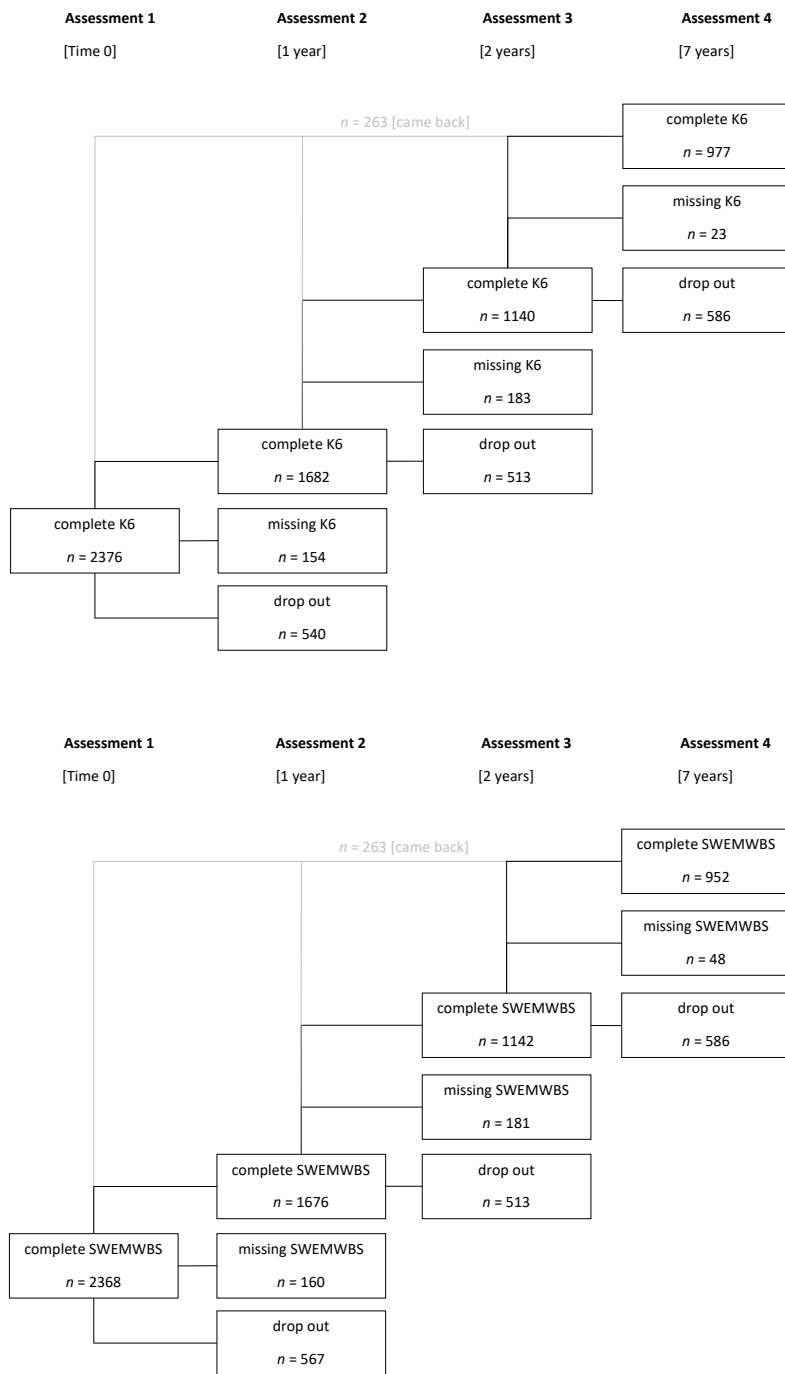 Assessment 1 Assessment 2 Assessment 3 Assessment 4
[Time 0] [1 year] [2 years] [7 years]
n = 263 [came back]
complete K6
n = 977
missing K6
n = 23
complete K6 drop out
n = 1140 n = 586
missing K6
n = 183
complete K6 drop out
n = 1682 n = 513
complete K6 missing K6
n = 2376 n = 154
drop out
n = 540
Assessment 1 Assessment 2 Assessment 3 Assessment 4
[Time 0] [1 year] [2 years] [7 years]
n = 263 [came back]
complete SWEMWBS
n = 952
missing SWEMWBS
n = 48
complete SWEMWBS drop out
n = 1142 n = 586
missing SWEMWBS
n = 181
complete SWEMWBS drop out
n = 1676 n = 513
complete SWEMWBS missing SWEMWBS
n = 2368 n = 160
drop out
n = 567